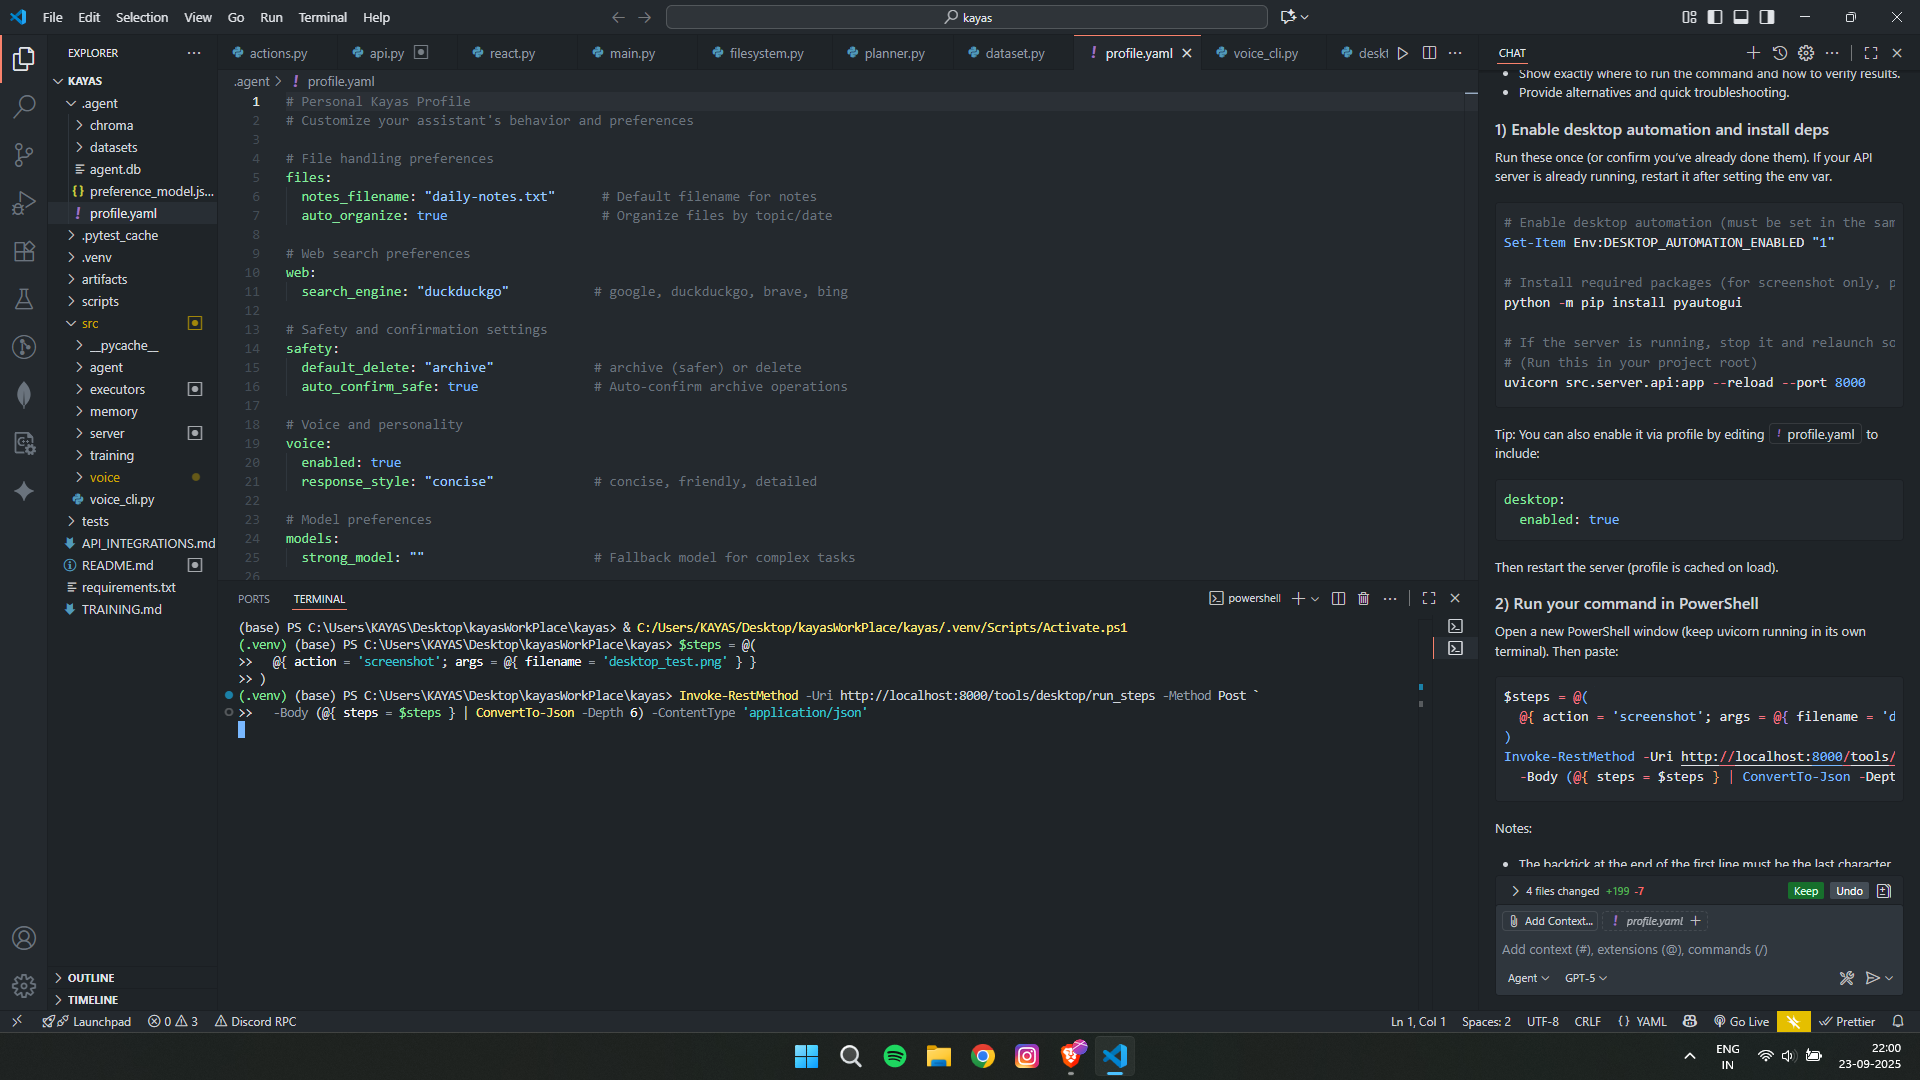 File Edit Selection View Go Run Terminal Help
kayas
EXPLORER
KAYAS
.agent
chroma
datasets
agent.db
preference_model.js...
profile.yaml
.pytest_cache
.venv
artifacts
scripts
src
__pycache__
agent
executors
memory
server
training
voice
voice_cli.py
tests
API_INTEGRATIONS.md
README.md
requirements.txt
TRAINING.md
OUTLINE
TIMELINE
actions.py api.py react.py main.py filesystem.py planner.py dataset.py profile.yaml voice_cli.py deskt
.agent > ! profile.yaml
1 # Personal Kayas Profile
2 # Customize your assistant's behavior and preferences
3
4 # File handling preferences
5 files:
6 notes_filename: "daily-notes.txt" # Default filename for notes
7 auto_organize: true # Organize files by topic/date
8
9 # Web search preferences
10 web:
11 search_engine: "duckduckgo" # google, duckduckgo, brave, bing
12
13 # Safety and confirmation settings
14 safety:
15 default_delete: "archive" # archive (safer) or delete
16 auto_confirm_safe: true # Auto-confirm archive operations
17
18 # Voice and personality
19 voice:
20 enabled: true
21 response_style: "concise" # concise, friendly, detailed
22
23 # Model preferences
24 models:
25 strong_model: "" # Fallback model for complex tasks
26
PORTS TERMINAL
powershell
(base) PS C:\Users\KAYAS\Desktop\kayasWorkPlace\kayas> & C:/Users/KAYAS/Desktop/kayasWorkPlace/kayas/.venv/Scripts/Activate.ps1
(.venv) (base) PS C:\Users\KAYAS\Desktop\kayasWorkPlace\kayas> $steps = @(
>> @{ action = 'screenshot'; args = @{ filename = 'desktop_test.png' } }
>> )
(.venv) (base) PS C:\Users\KAYAS\Desktop\kayasWorkPlace\kayas> Invoke-RestMethod -Uri http://localhost:8000/tools/desktop/run_steps -Method Post `
>> -Body (@{ steps = $steps } | ConvertTo-Json -Depth 6) -ContentType 'application/json'
CHAT
Show exactly where to run the command and how to verify results.
Provide alternatives and quick troubleshooting.
1) Enable desktop automation and install deps
Run these once (or confirm you've already done them). If your API
server is already running, restart it after setting the env var.
# Enable desktop automation (must be set in the sam
Set-Item Env:DESKTOP_AUTOMATION_ENABLED "1"
# Install required packages (for screenshot only, p
python -m pip install pyautogui
# If the server is running, stop it and relaunch so
# (Run this in your project root)
uvicorn src.server.api:app --reload --port 8000
Tip: You can also enable it via profile by editing ! profile.yaml to
include:
desktop:
enabled: true
Then restart the server (profile is cached on load).
2) Run your command in PowerShell
Open a new PowerShell window (keep uvicorn running in its own
terminal). Then paste:
$steps = @(
@{ action = 'screenshot'; args = @{ filename = 'd
)
Invoke-RestMethod -Uri http://localhost:8000/tools/
-Body (@{ steps = $steps } | ConvertTo-Json -Dept
Notes:
The backtick at the end of the first line must be the last character
4 files changed +199 -7
Keep Undo
Add Context... ! profile.yaml +
Add context (#), extensions (@), commands (/)
Agent GPT-5
Launchpad 0 3 Discord RPC
Ln 1, Col 1 Spaces: 2 UTF-8 CRLF {} YAML Go Live Prettier
ENG
IN
22:00
23-09-2025